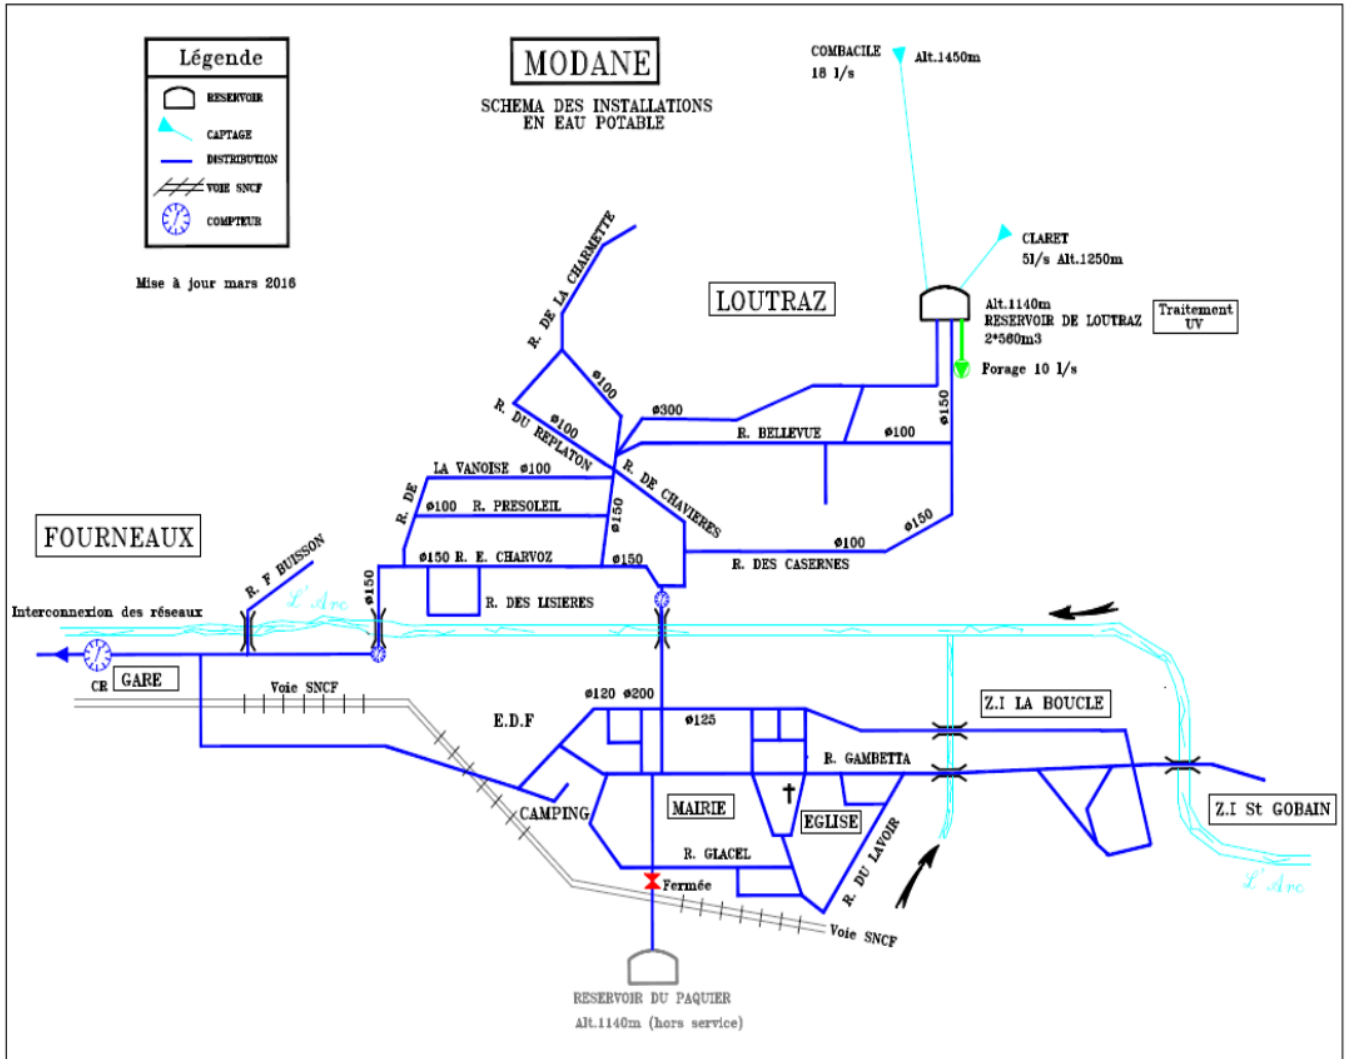 Légende
RESERVOIR
CAPTAGE
DISTRIBUTION
VOIE SNCF
COMPTEUR
Mise à jour mars 2016
MODANE
SCHEMA DES INSTALLATIONS
EN EAU POTABLE
COMBACILE
18 l/s
Alt.1450m
CLARET
5l/s Alt.1250m
LOUTRAZ
Alt.1140m
RESERVOIR DE LOUTRAZ
2*560m3
Traitement
UV
Forage 10 l/s
R. DE LA CHARMETTE
ø100
ø100
R. DU REPLATON
ø300
R. BELLEVUE
ø100
ø150
LA VANOISE ø100
R. DE
R. DE CHAVIERES
ø100 R. PRESOLEIL
ø150
ø150
FOURNEAUX
ø150 R. E. CHARVOZ
ø150
ø100
R. DES CASERNES
R. F BUISSON
ø150
R. DES LISIERES
L'Arc
Interconnexion des réseaux
CR
GARE
Voie SNCF
E.D.F
ø120 ø200
ø125
Z.I LA BOUCLE
R. GAMBETTA
CAMPING
MAIRIE
EGLISE
Z.I St GOBAIN
R. GLACEL
R. DU LAVOIR
Fermée
L'Arc
Voie SNCF
RESERVOIR DU PAQUIER
Alt.1140m (hors service)